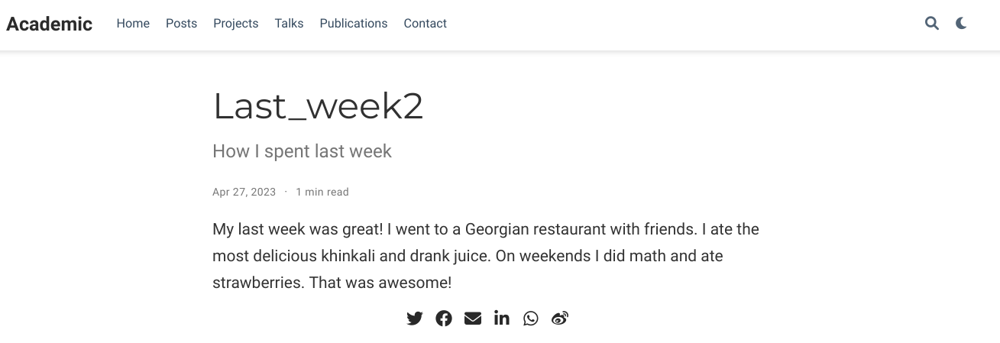 Academic Home Posts Projects Talks Publications Contact
Last_week2
How I spent last week
Apr 27, 2023 · 1 min read
My last week was great! I went to a Georgian restaurant with friends. I ate the
most delicious khinkali and drank juice. On weekends I did math and ate
strawberries. That was awesome!